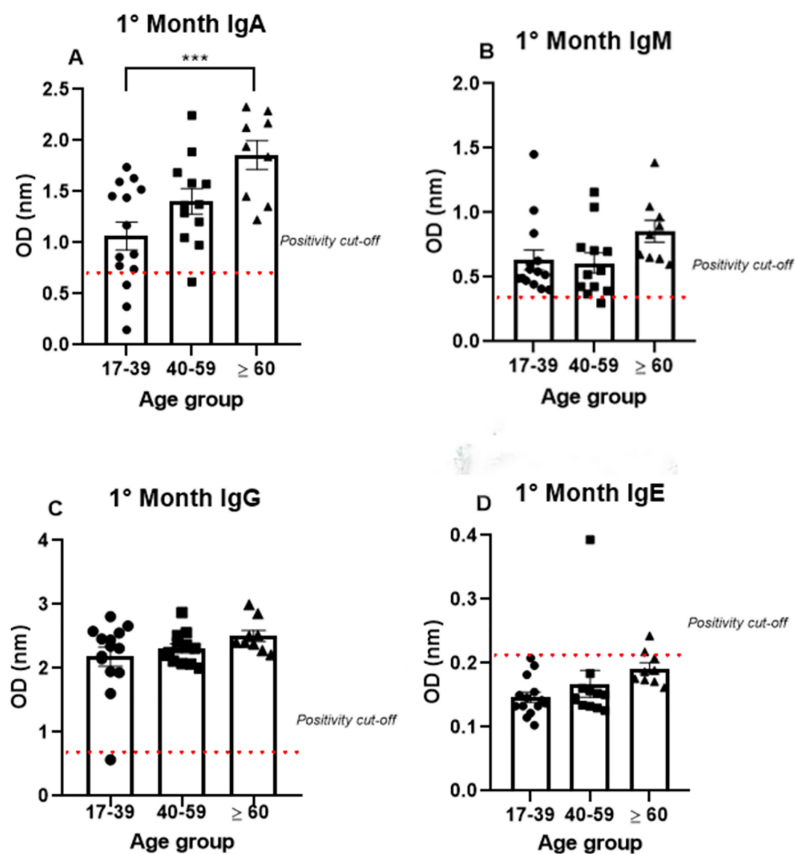 1° Month IgA
A
***
OD (nm)
2.5
2.0
1.5
1.0
0.5
0.0
Positivity cut-off
17-39 40-59 ≥ 60
Age group
1° Month IgM
B
OD (nm)
2.0
1.5
1.0
0.5
0.0
Positivity cut-off
17-39 40-59 ≥ 60
Age group
1° Month IgG
C
OD (nm)
4
3
2
1
0
Positivity cut-off
17-39 40-59 ≥ 60
Age group
1° Month IgE
D
OD (nm)
0.4
0.3
0.2
0.1
0.0
Positivity cut-off
17-39 40-59 ≥ 60
Age group